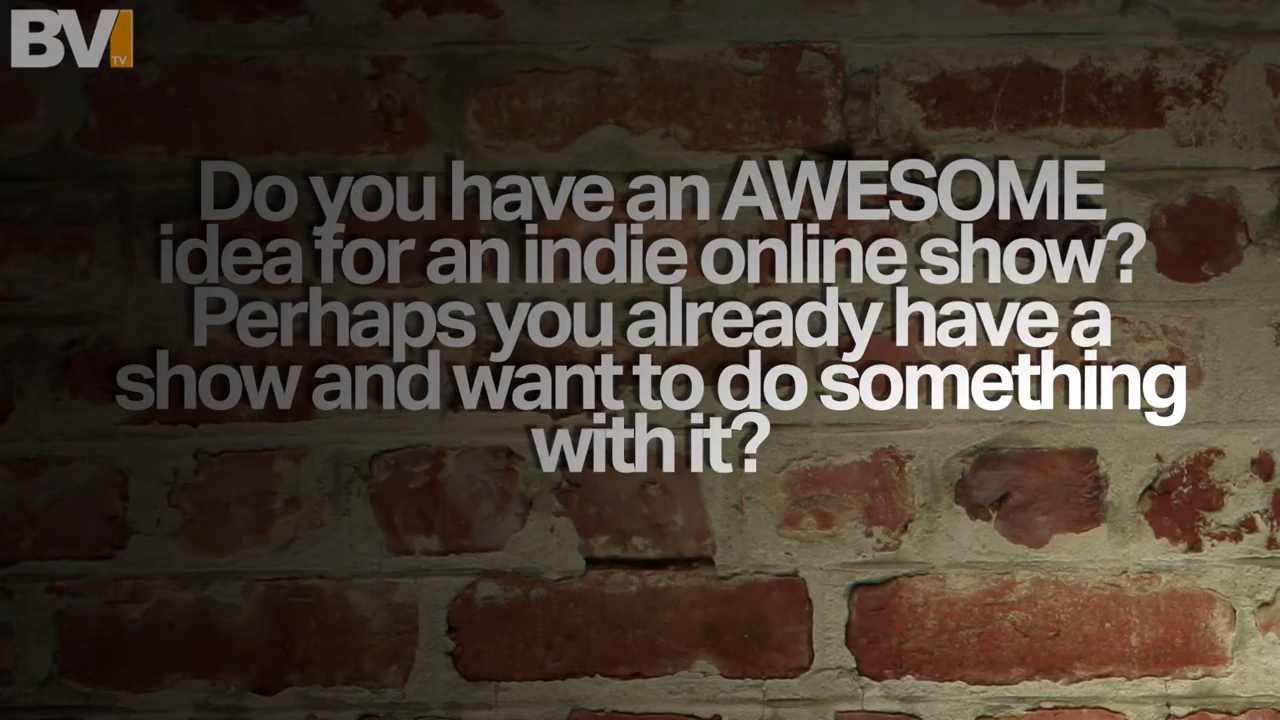 BV
TV
Do you have an AWESOME
idea for an indie online show?
Perhaps you already have a
show and want to do something
with it?